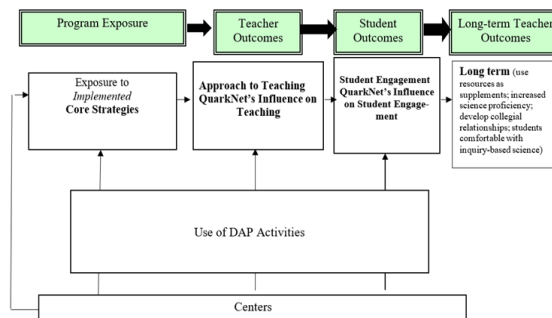 Program Exposure
Teacher
Outcomes
Student
Outcomes
Long-term Teacher
Outcomes
Exposure to
Implemented
Core Strategies
Approach to Teaching
QuarkNet's Influence on
Teaching
Student Engagement
QuarkNet's Influence
on Student Engage-
ment
Long term (use
resources as
supplements; increased
science proficiency;
develop collegial
relationships; students
comfortable with
inquiry-based science)
Use of DAP Activities
Centers